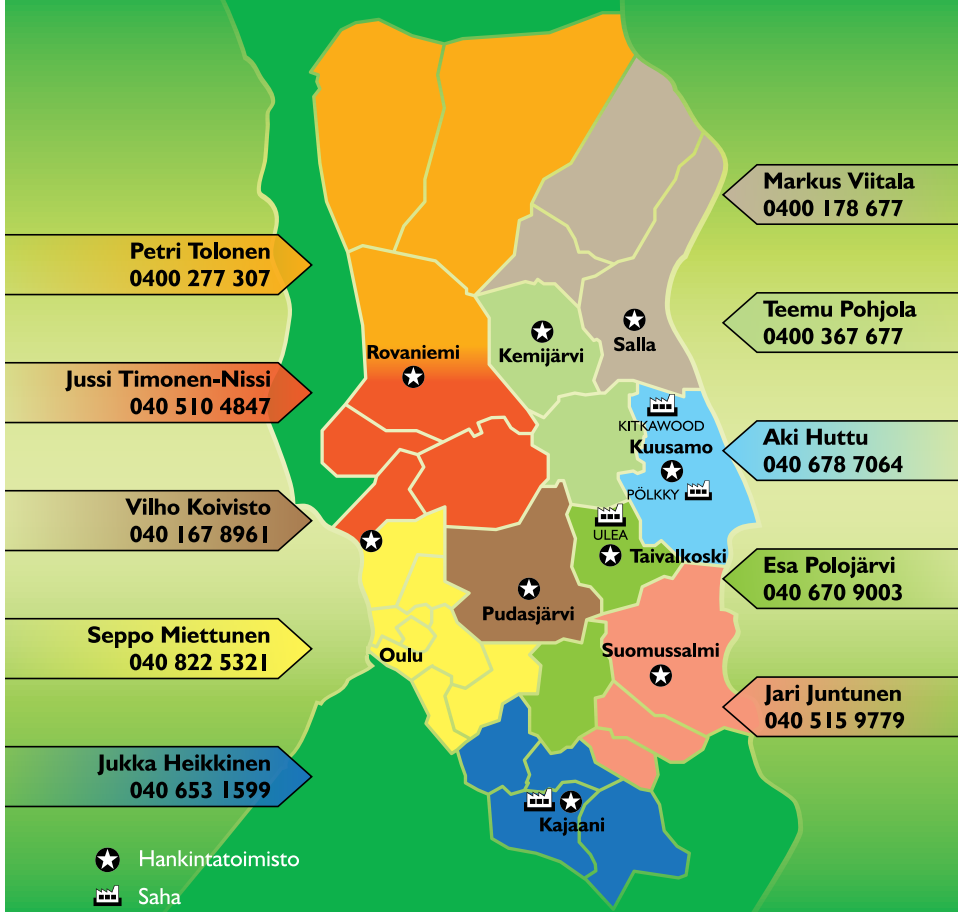 Markus Viitala
0400 178 677
Petri Tolonen
0400 277 307
Teemu Pohjola
0400 367 677
Rovaniemi
Kemijärvi
Salla
Jussi Timonen-Nissi
040 510 4847
KITKAWOOD
Kuusamo
PÖLKKY
Aki Huttu
040 678 7064
Vilho Koivisto
040 167 8961
ULEA
Taivalkoski
Esa Polojärvi
040 670 9003
Pudasjärvi
Seppo Miettunen
040 822 5321
Oulu
Suomussalmi
Jari Juntunen
040 515 9779
Jukka Heikkinen
040 653 1599
Kajaani
Hankintatoimisto
Saha